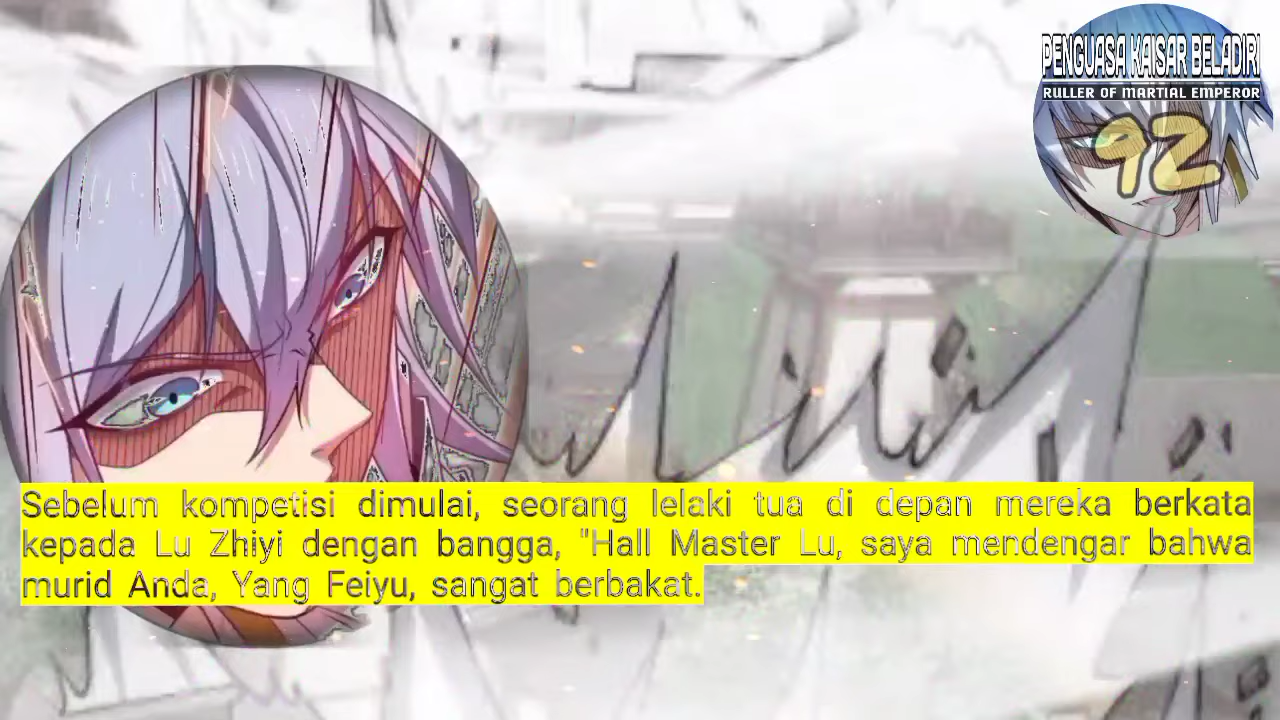 PENGUASA KAISAR BELADIRI
RULLER OF MARTIAL EMPEROR
92
Sebelum kompetisi dimulai, seorang lelaki tua di depan mereka berkata
kepada Lu Zhiyi dengan bangga, "Hall Master Lu, saya mendengar bahwa
murid Anda, Yang Feiyu, sangat berbakat.